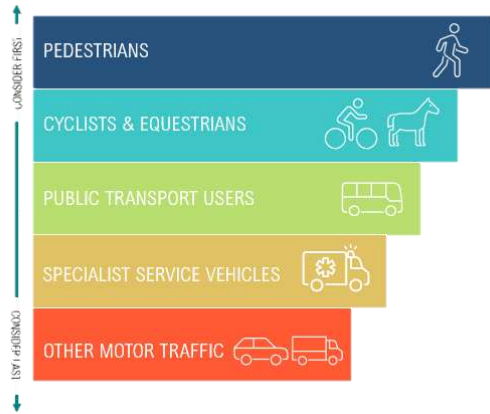 CONSIDER FIRST
PEDESTRIANS
CYCLISTS & EQUESTRIANS
PUBLIC TRANSPORT USERS
SPECIALIST SERVICE VEHICLES
OTHER MOTOR TRAFFIC
CONSIDER LAST